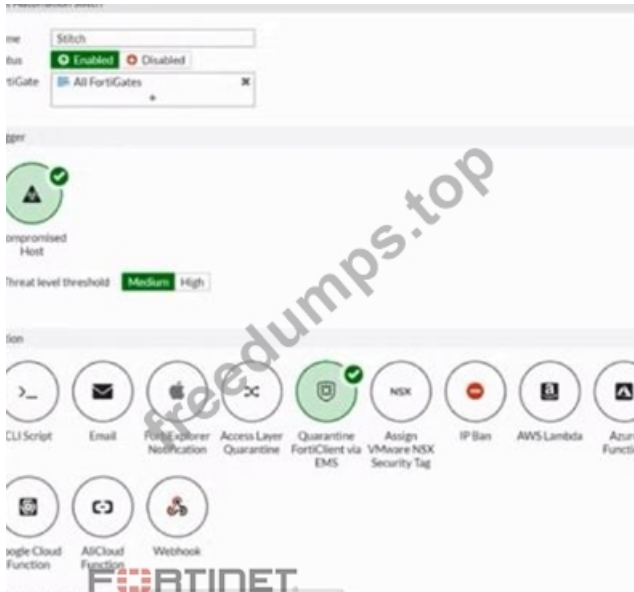 Stitch
Enabled Disabled
All FortiGates
Compromised
Host
Threat level threshold Medium High
CLI Script Email FortiExplorer Notification Access Layer Quarantine Quarantine FortiClient via EMS Assign VMware NSX Security Tag IP Ban AWS Lambda
NSX
Function AliCloud Function Webhook
freedumps.top
FORTINET